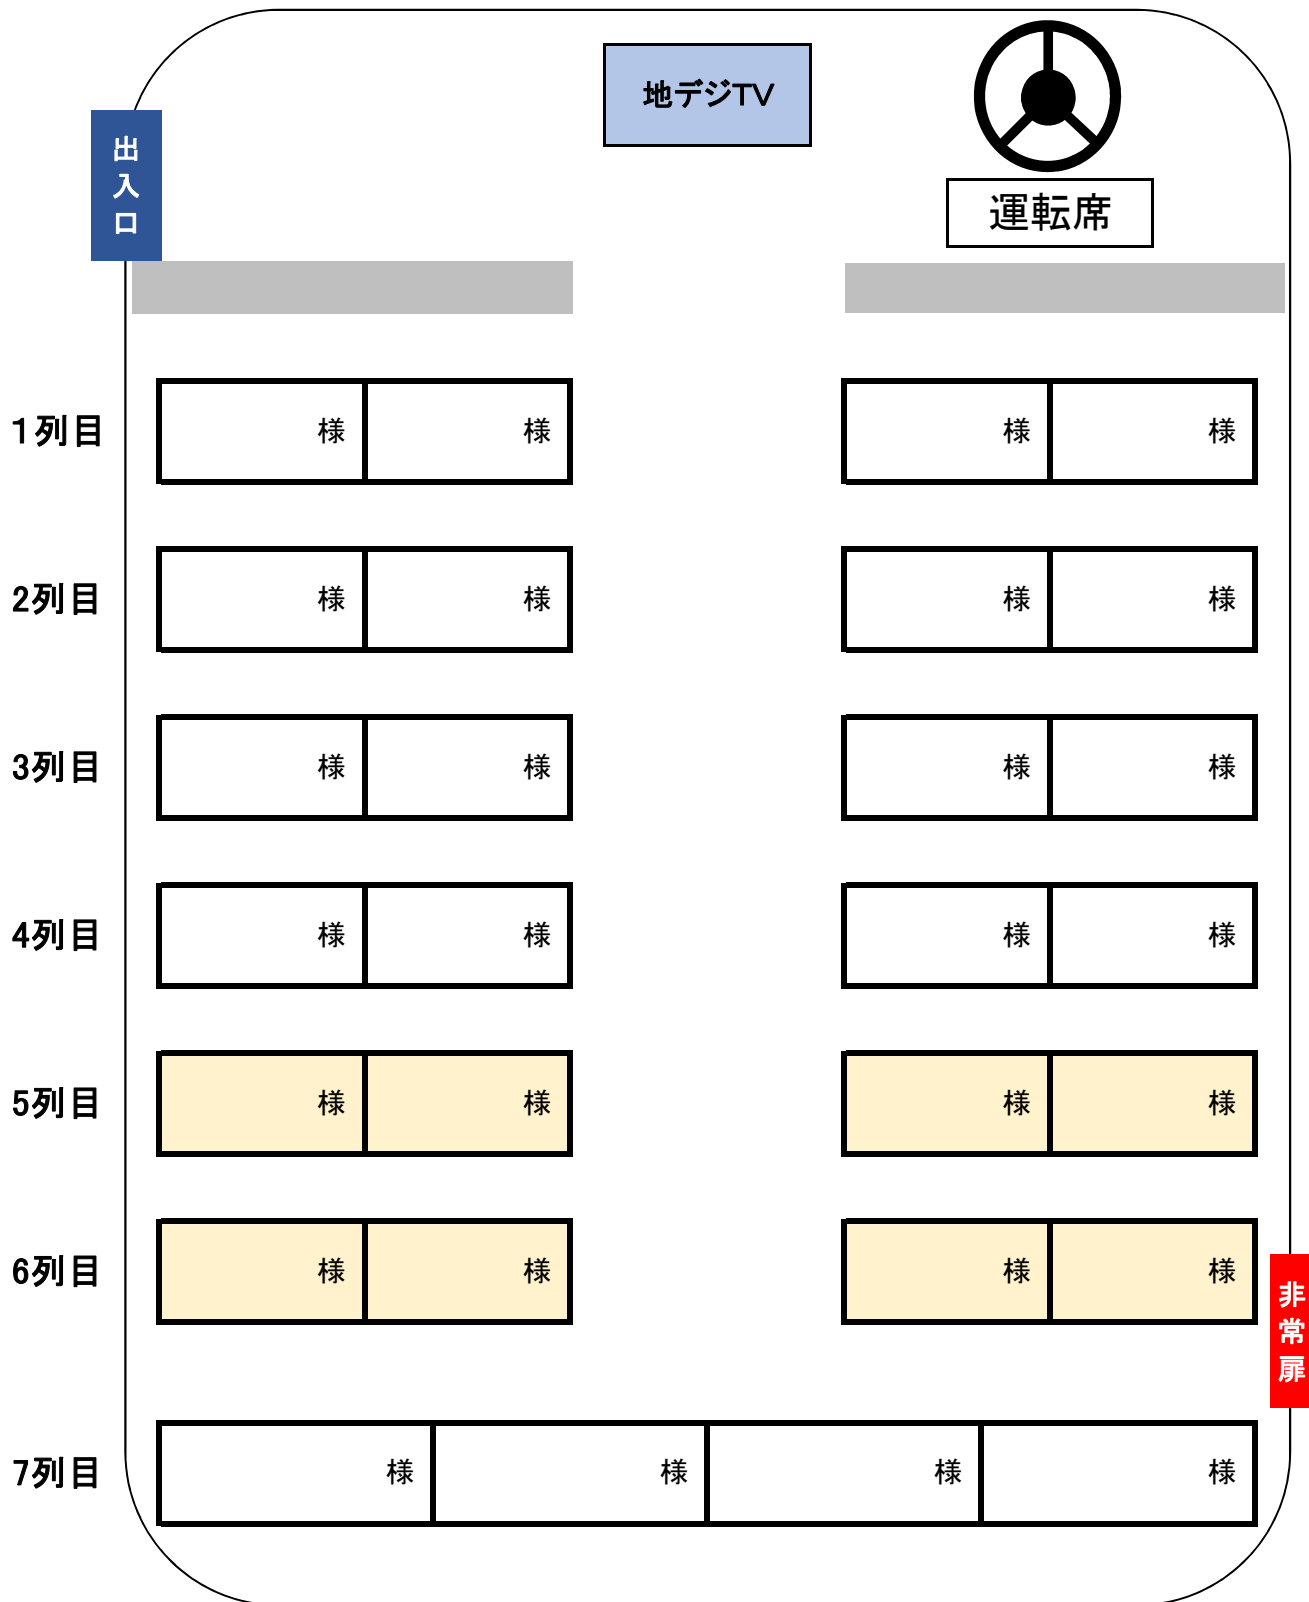 地デジTV
出入口
運転席
1列目 様 様 様 様
2列目 様 様 様 様
3列目 様 様 様 様
4列目 様 様 様 様
5列目 様 様 様 様
6列目 様 様 様 様
非常扉
7列目 様 様 様 様